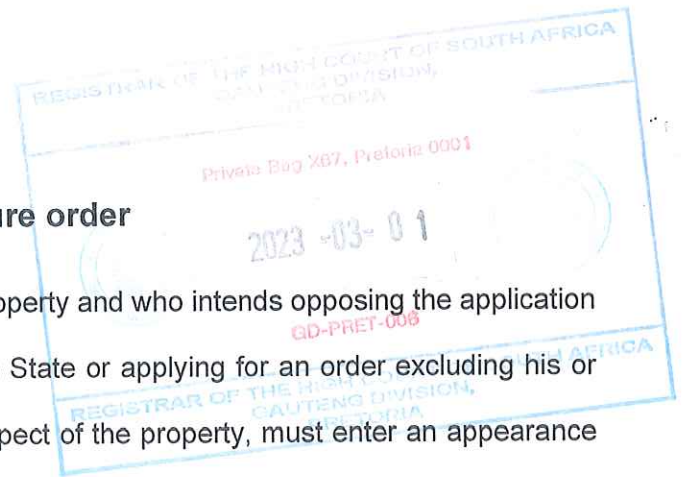 REGISTRAR OF THE HIGH COURT OF SOUTH AFRICA
GAUTENG DIVISION,
PRETORIA
Private Bag X67, Pretoria 0001
ure order
2023 -03- 01
operty and who intends opposing the application
GD-PRET-006
State or applying for an order excluding his or
REGISTRAR OF THE HIGH COURT OF SOUTH AFRICA
GAUTENG DIVISION,
PRETORIA
pect of the property, must enter an appearance